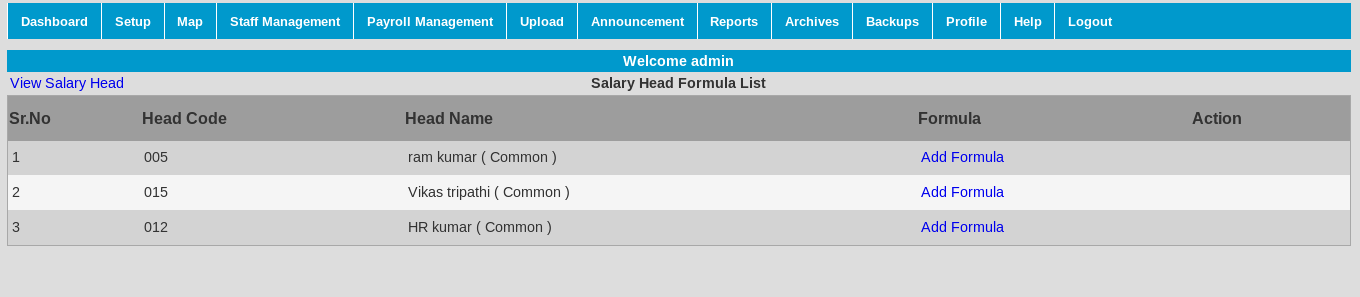 Dashboard Setup Map Staff Management Payroll Management Upload Announcement Reports Archives Backups Profile Help Logout
Welcome admin
View Salary Head Salary Head Formula List
Sr.No Head Code Head Name Formula Action
1 005 ram kumar ( Common ) Add Formula
2 015 Vikas tripathi ( Common ) Add Formula
3 012 HR kumar ( Common ) Add Formula